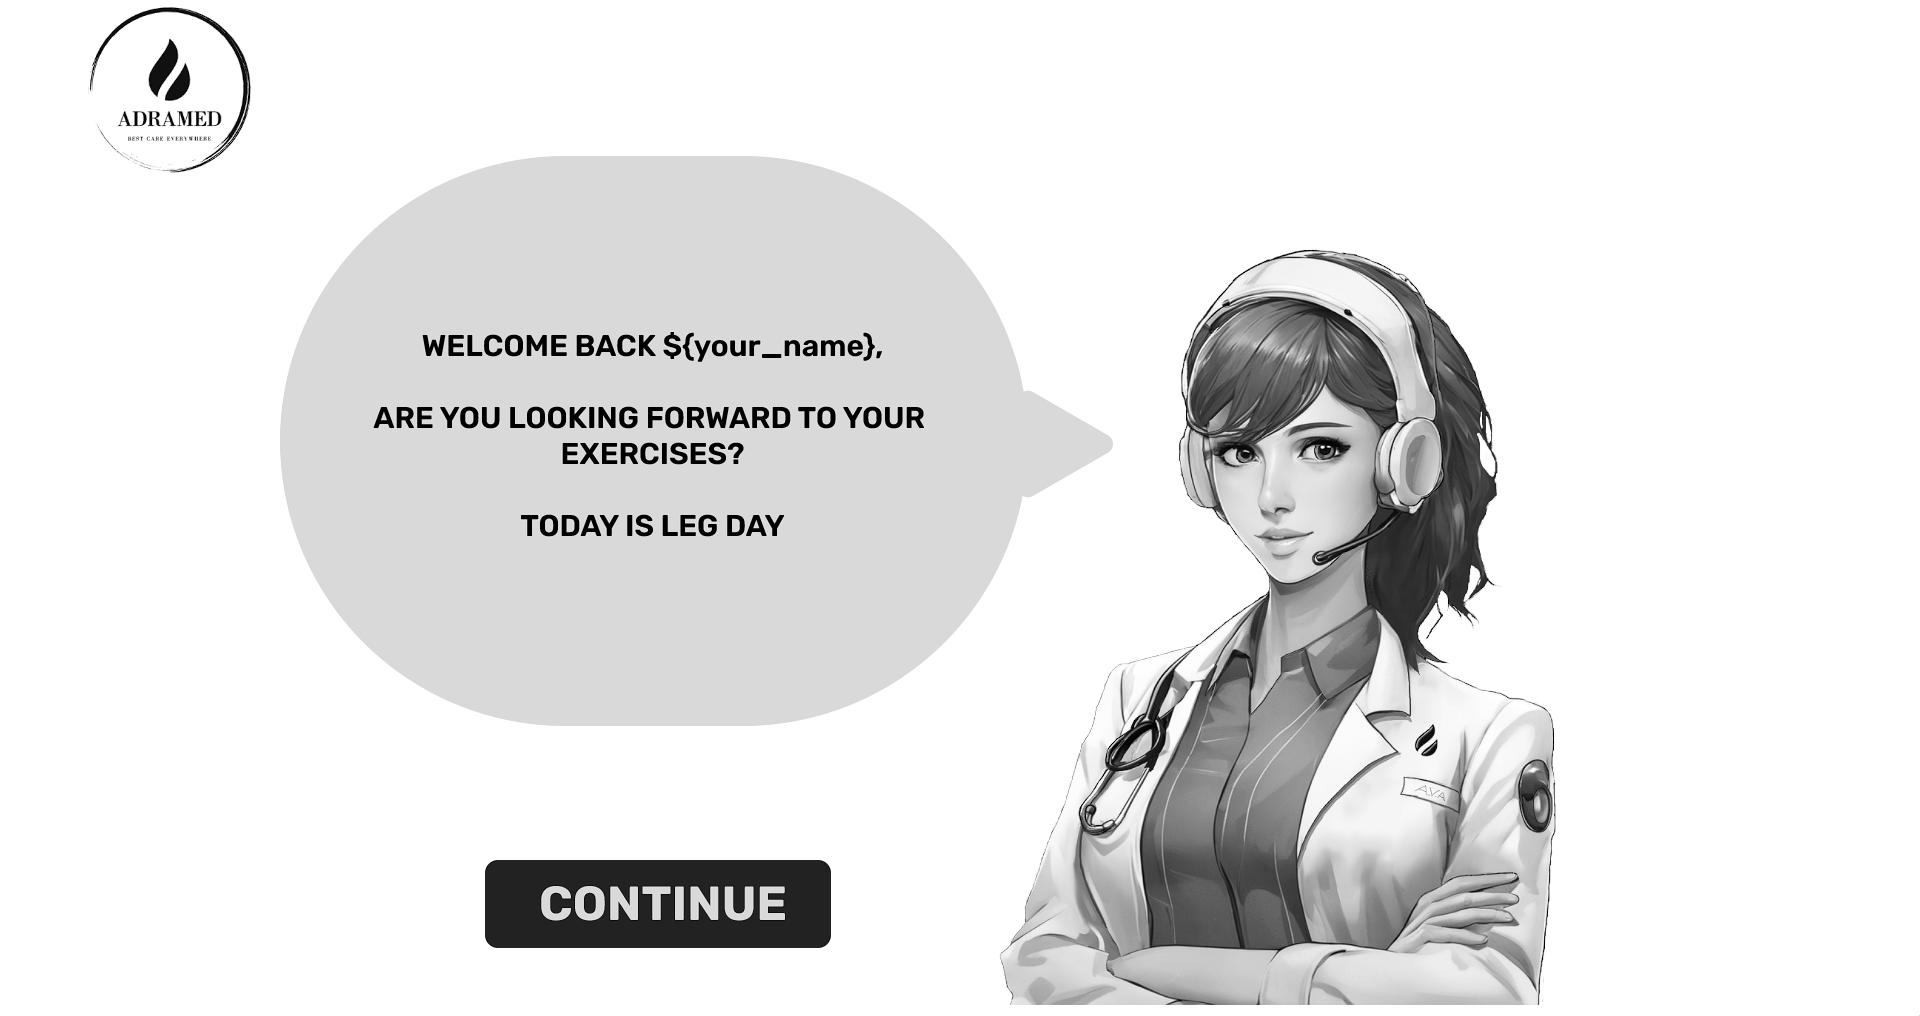 ADRAMED
BEST CARE EVERYWHERE
WELCOME BACK ${your_name},
ARE YOU LOOKING FORWARD TO YOUR
EXERCISES?
TODAY IS LEG DAY
A.V.A
CONTINUE